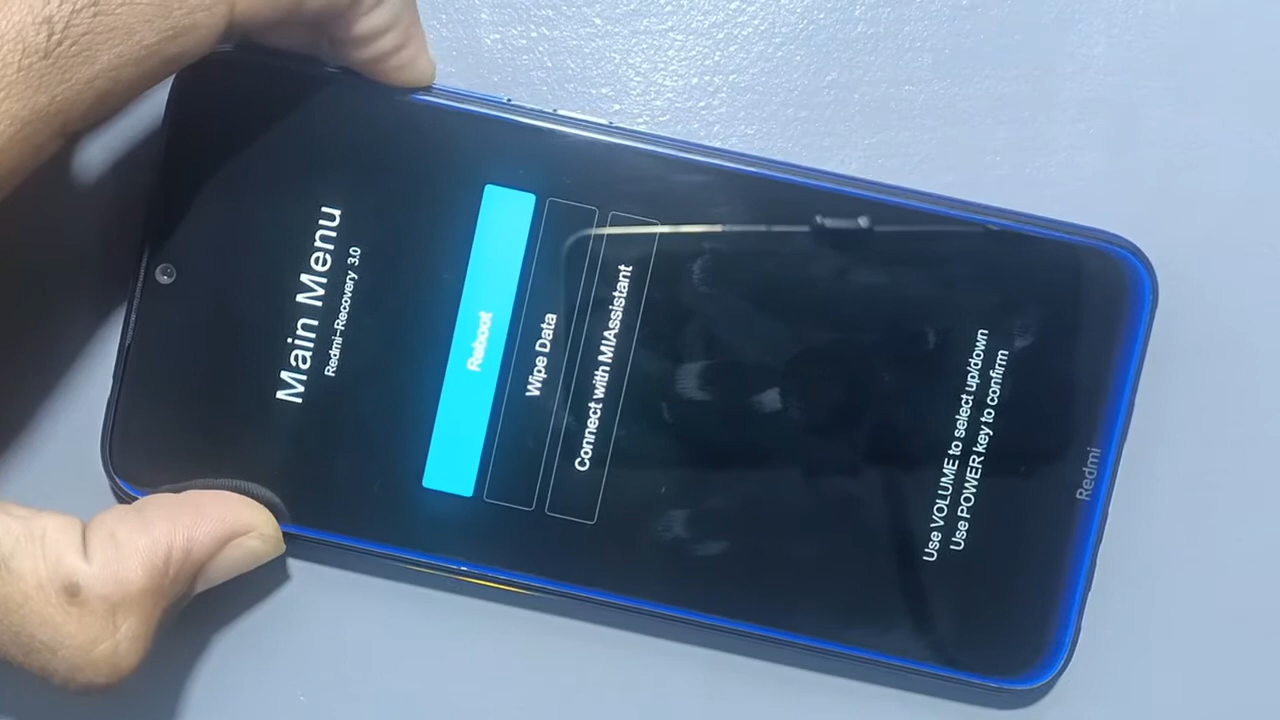 Main Menu
Redmi-Recovery 3.0
Reboot
Wipe Data
Connect with MIAssistant
Use VOLUME to select up/down
Use POWER key to confirm
Redmi